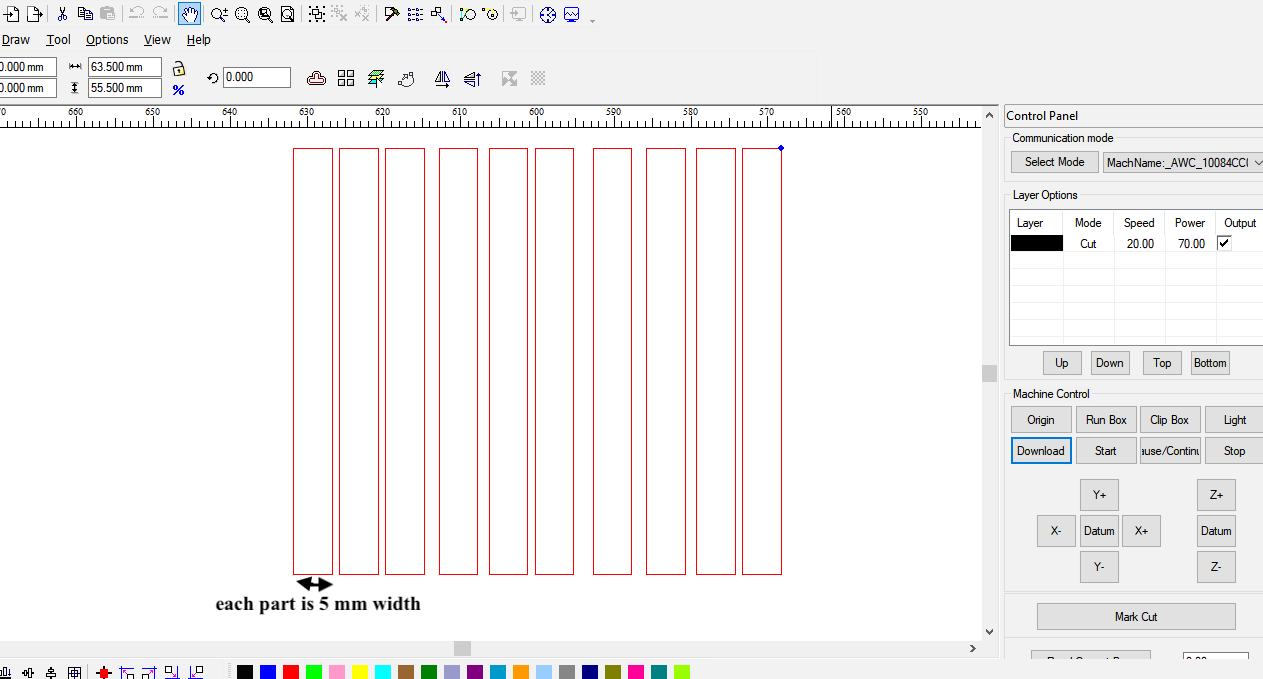 Draw Tool Options View Help
0.000 mm 63.500 mm
0.000 mm 55.500 mm %
0.000
660 650 640 630 620 610 600 590 580 570 560 550
Control Panel
Communication mode
Select Mode MachName:_AWC_10084CC(
Layer Options
Layer Mode Speed Power Output
Cut 20.00 70.00
Up Down Top Bottom
Machine Control
Origin Run Box Clip Box Light
Download Start ause/Continu Stop
Y+ Z+
X- Datum X+ Datum
Y- Z-
each part is 5 mm width
Mark Cut